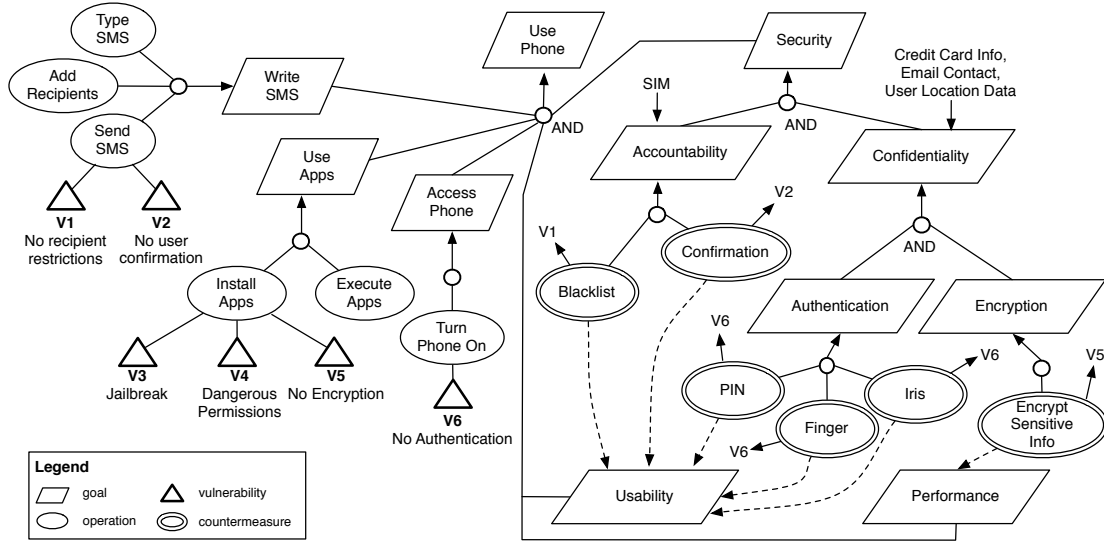 Type
SMS
Add
Recipients
Send
SMS
Write
SMS
V1
No recipient
restrictions
V2
No user
confirmation
Use
Phone
AND
Use
Apps
Access
Phone
Install
Apps
Execute
Apps
Turn
Phone On
V3
Jailbreak
V4
Dangerous
Permissions
V5
No Encryption
V6
No Authentication
Security
AND
SIM
Accountability
Credit Card Info,
Email Contact,
User Location Data
Confidentiality
AND
V1
Blacklist
V2
Confirmation
Authentication
Encryption
V6
PIN
V6
Finger
V6
Iris
V5
Encrypt
Sensitive
Info
Usability
Performance
Legend
goal
vulnerability
operation
countermeasure